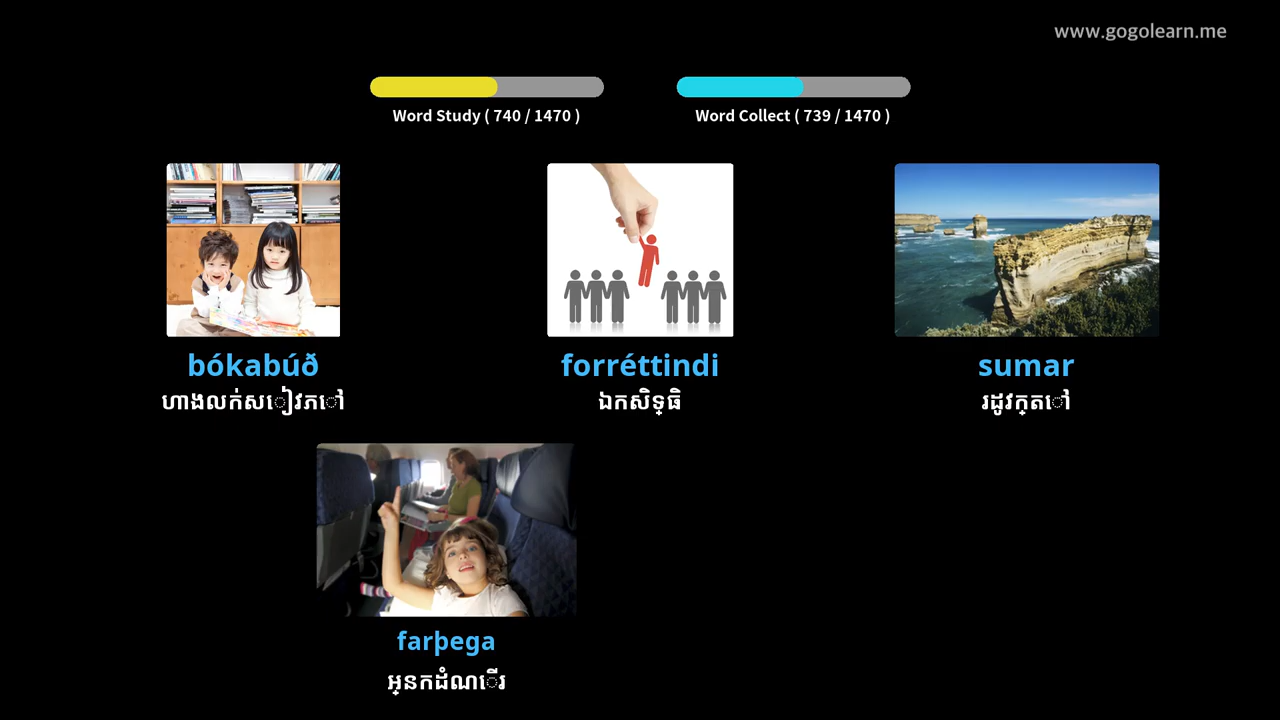 www.gogolearn.me
Word Study ( 740 / 1470 )
Word Collect ( 739 / 1470 )
bókabúð
ហាងលក់សៀវភៅ
forréttindi
ឯកសិទ្ធិ
sumar
រដូវក្តៅ
farþega
អ្នកដំណើរ